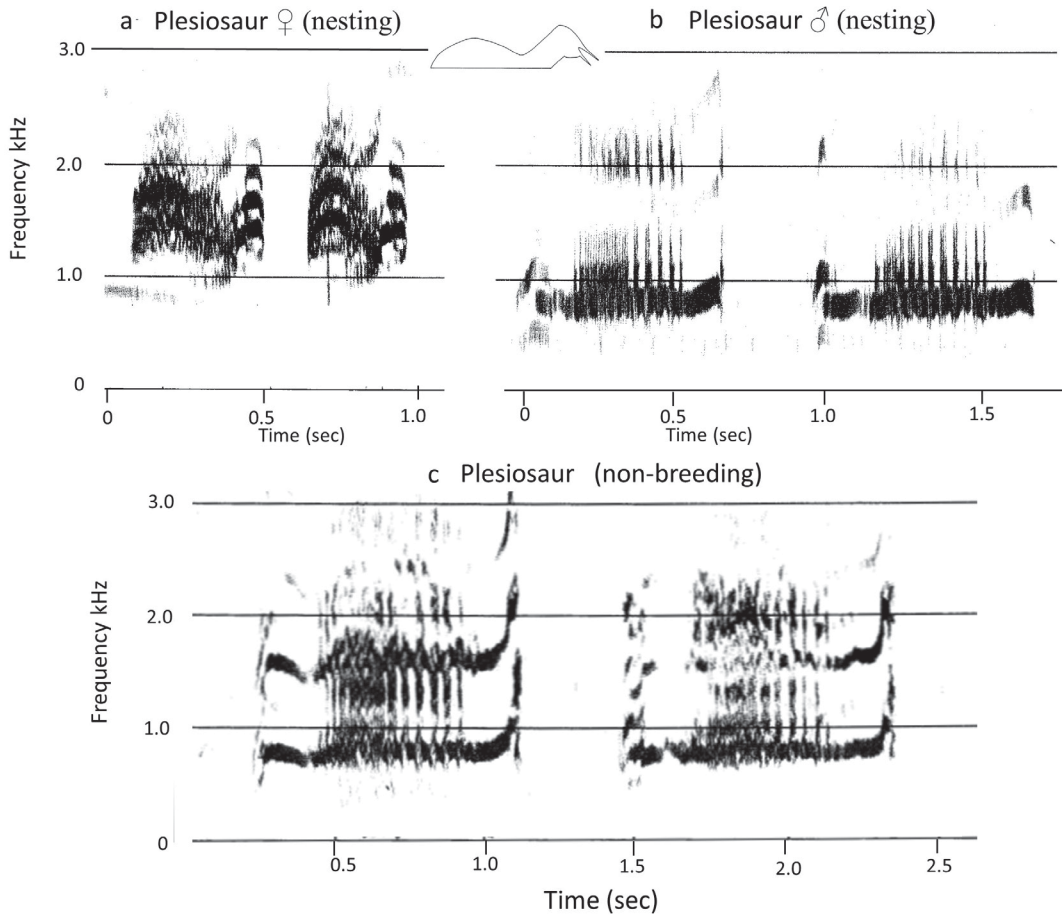 a Plesiosaur ♀ (nesting)
b Plesiosaur ♂ (nesting)
3.0
2.0
1.0
0
Frequency kHz
0 0.5 1.0
Time (sec)
0 0.5 1.0 1.5
Time (sec)
c Plesiosaur (non-breeding)
3.0
2.0
1.0
0
Frequency kHz
0.5 1.0 1.5 2.0 2.5
Time (sec)